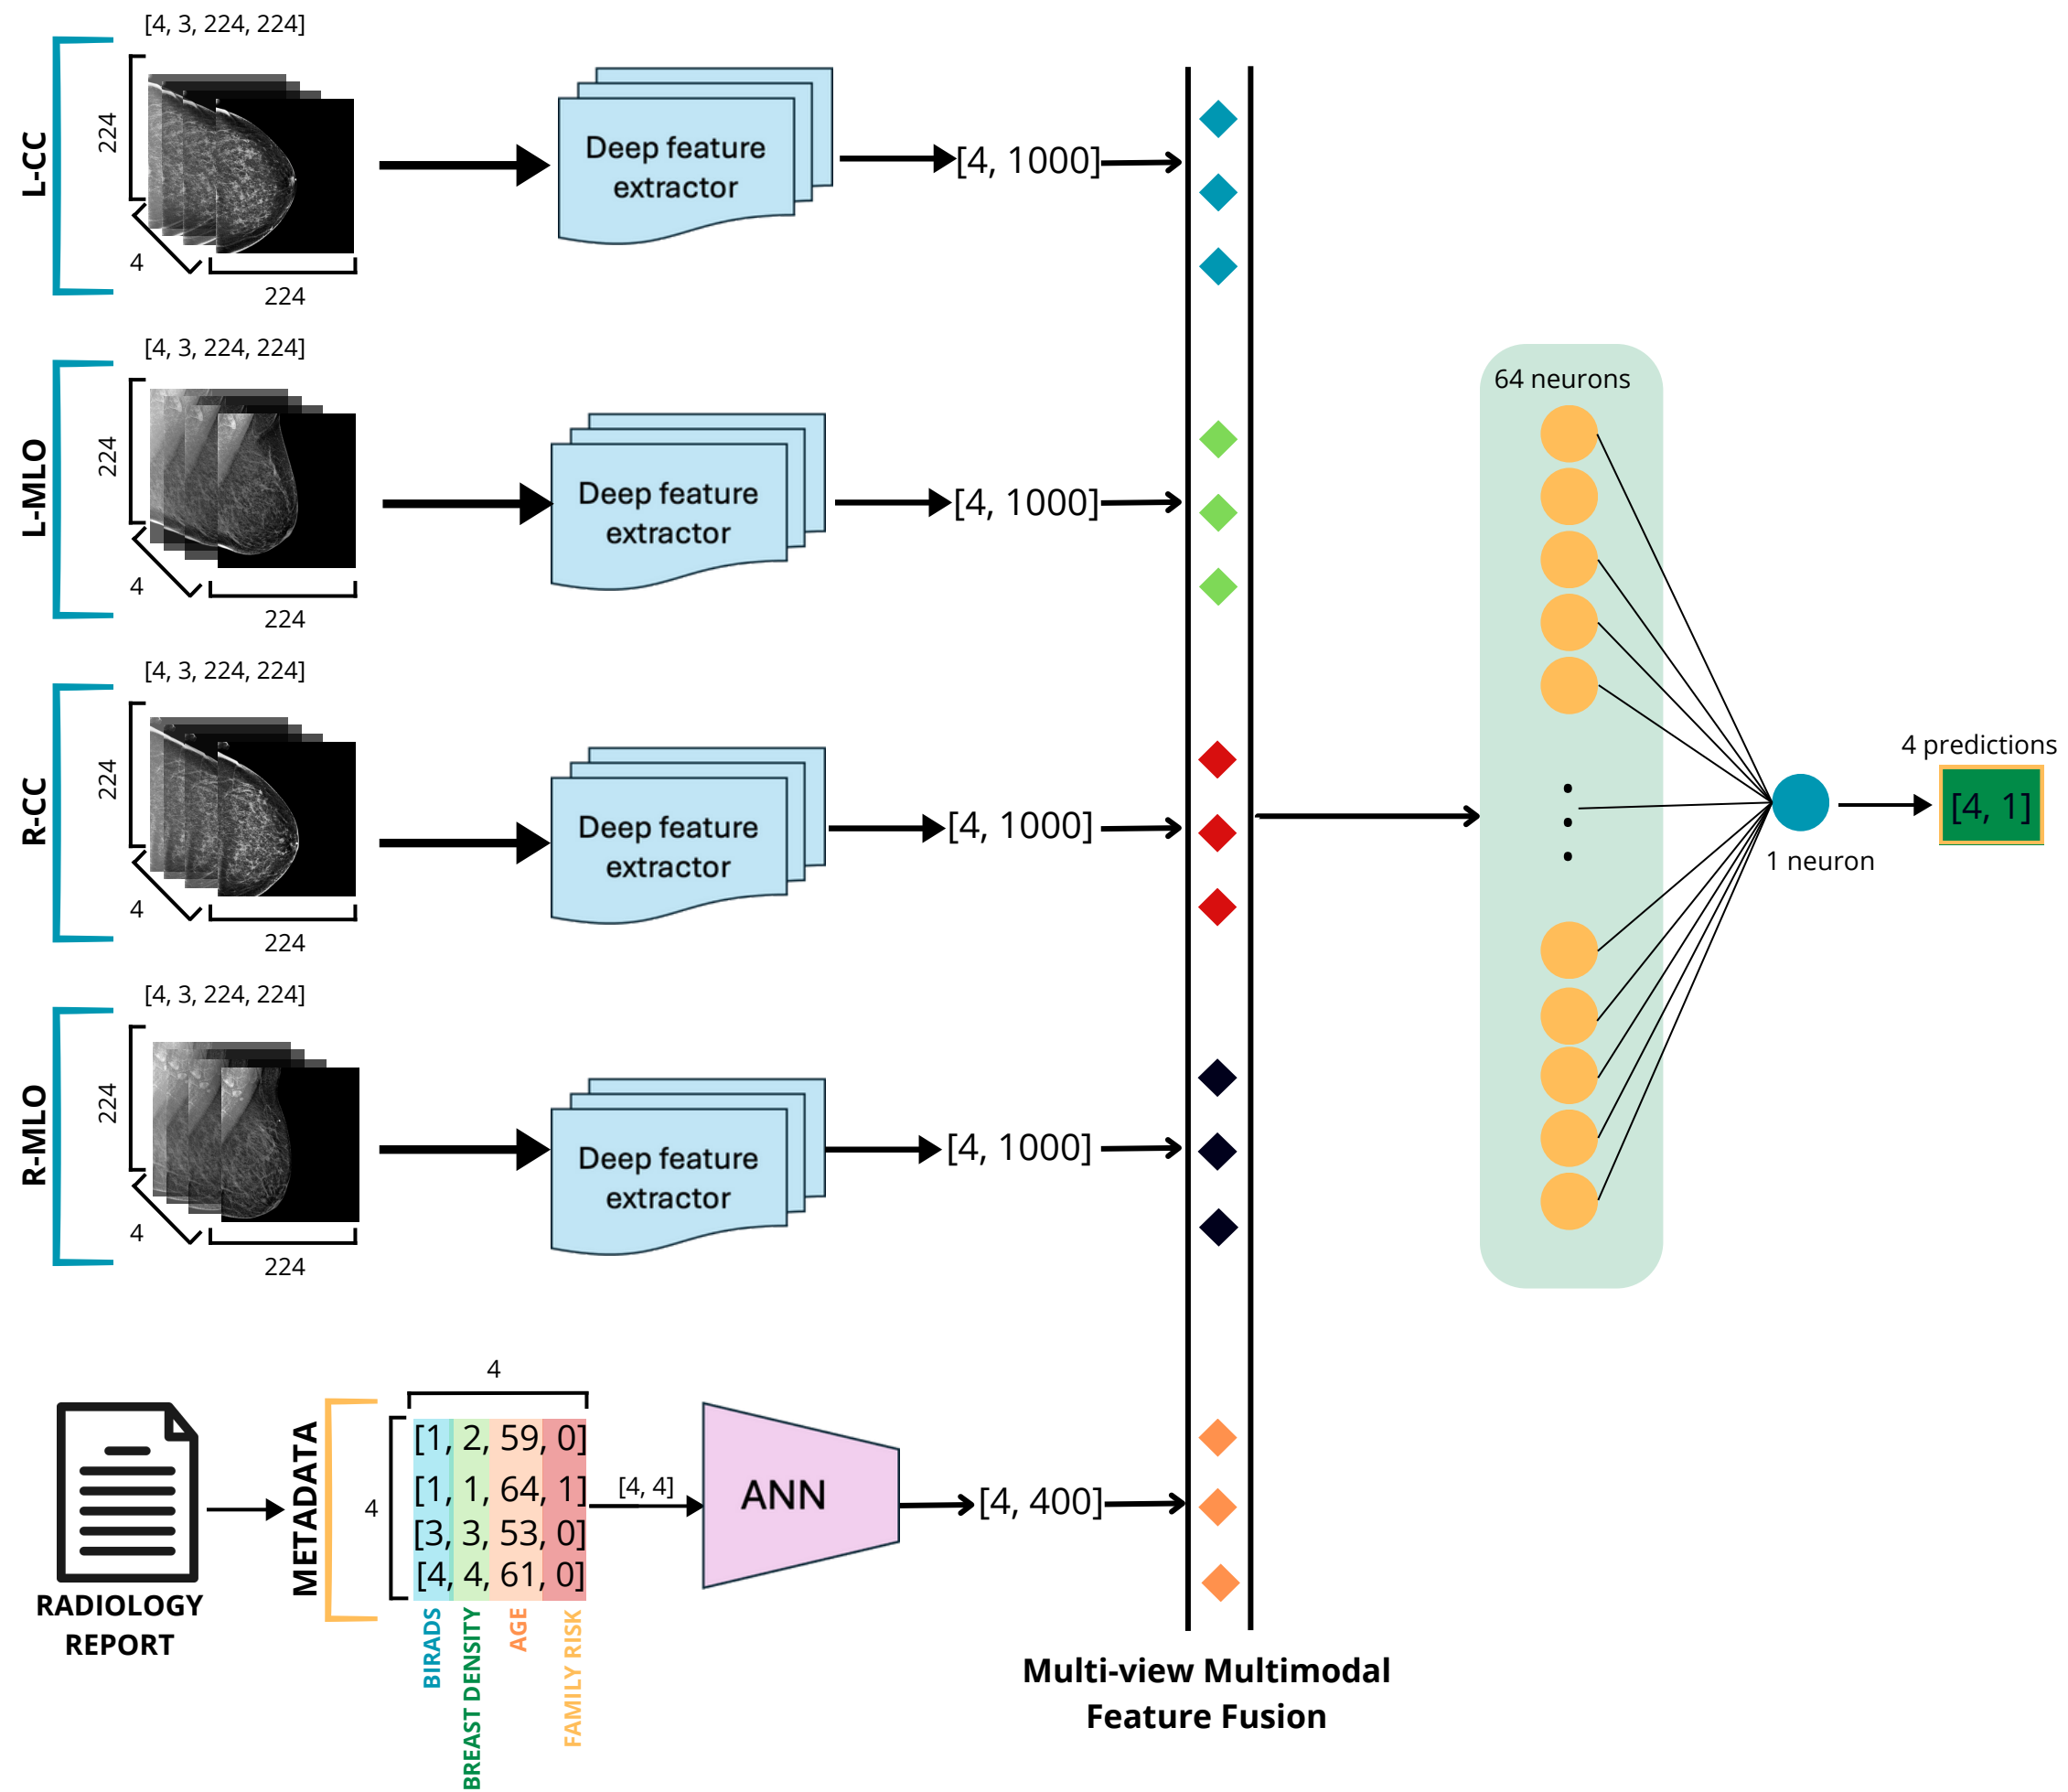 [4, 3, 224, 224]
L-CC
224
4
224
Deep feature
extractor
[4, 1000]
[4, 3, 224, 224]
L-MLO
224
4
224
Deep feature
extractor
[4, 1000]
[4, 3, 224, 224]
R-CC
224
4
224
Deep feature
extractor
[4, 1000]
[4, 3, 224, 224]
R-MLO
224
4
224
Deep feature
extractor
[4, 1000]
64 neurons
1 neuron
4 predictions
[4, 1]
RADIOLOGY
REPORT
METADATA
4
4
[1, 2, 59, 0]
[1, 1, 64, 1]
[3, 3, 53, 0]
[4, 4, 61, 0]
BIRADS
BREAST DENSITY
AGE
FAMILY RISK
[4, 4]
ANN
[4, 400]
Multi-view Multimodal
Feature Fusion